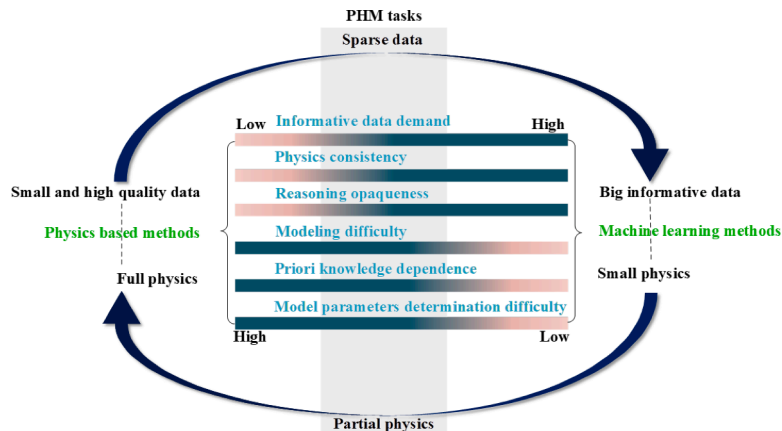 PHM tasks
Sparse data
Informative data demand
Low
High
Physics consistency
Small and high quality data
Reasoning opaqueness
Big informative data
Physics based methods
Modeling difficulty
Machine learning methods
Full physics
Priori knowledge dependence
Small physics
Model parameters determination difficulty
High
Low
Partial physics